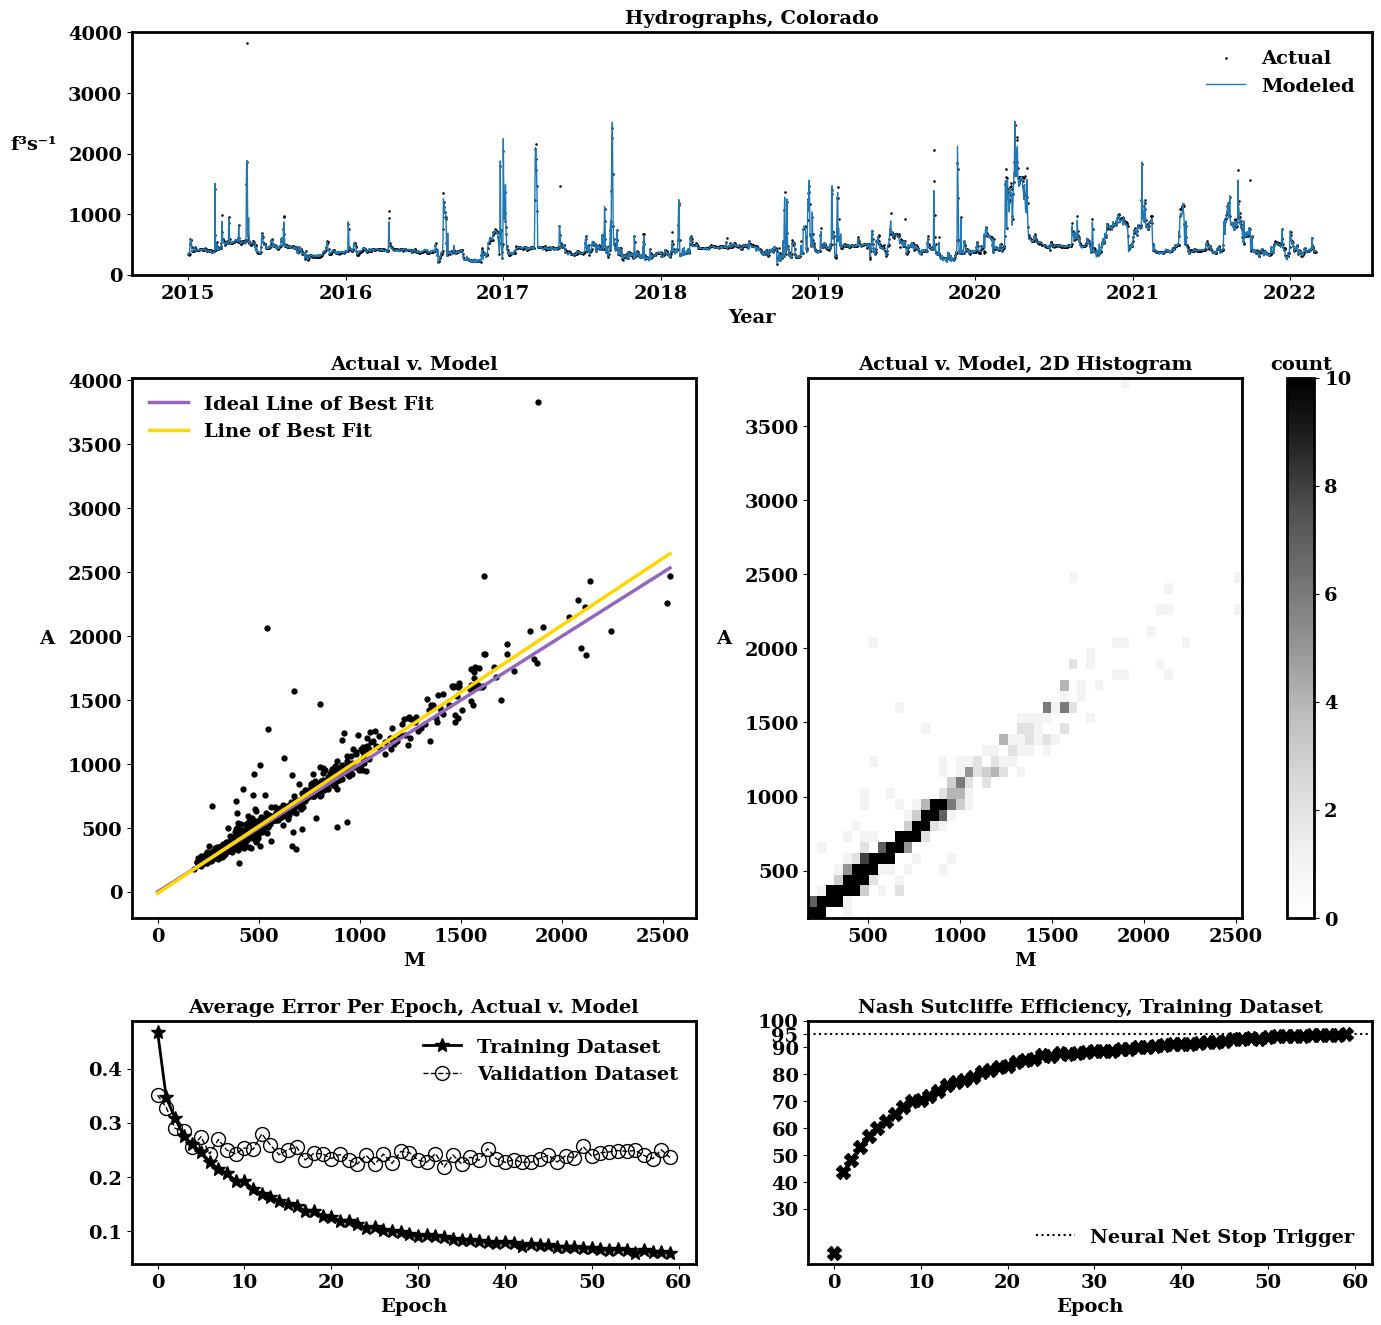 Hydrographs, Colorado
4000
3000
2000
1000
0
f³s⁻¹
Actual
Modeled
2015 2016 2017 2018 2019 2020 2021 2022
Year
Actual v. Model
4000
3500
3000
2500
2000
1500
1000
500
0
A
Ideal Line of Best Fit
Line of Best Fit
0 500 1000 1500 2000 2500
M
Actual v. Model, 2D Histogram
3500
3000
2500
2000
1500
1000
500
A
500 1000 1500 2000 2500
M
count
10
8
6
4
2
0
Average Error Per Epoch, Actual v. Model
0.4
0.3
0.2
0.1
Training Dataset
Validation Dataset
0 10 20 30 40 50 60
Epoch
Nash Sutcliffe Efficiency, Training Dataset
100
95
90
80
70
60
50
40
30
Neural Net Stop Trigger
0 10 20 30 40 50 60
Epoch